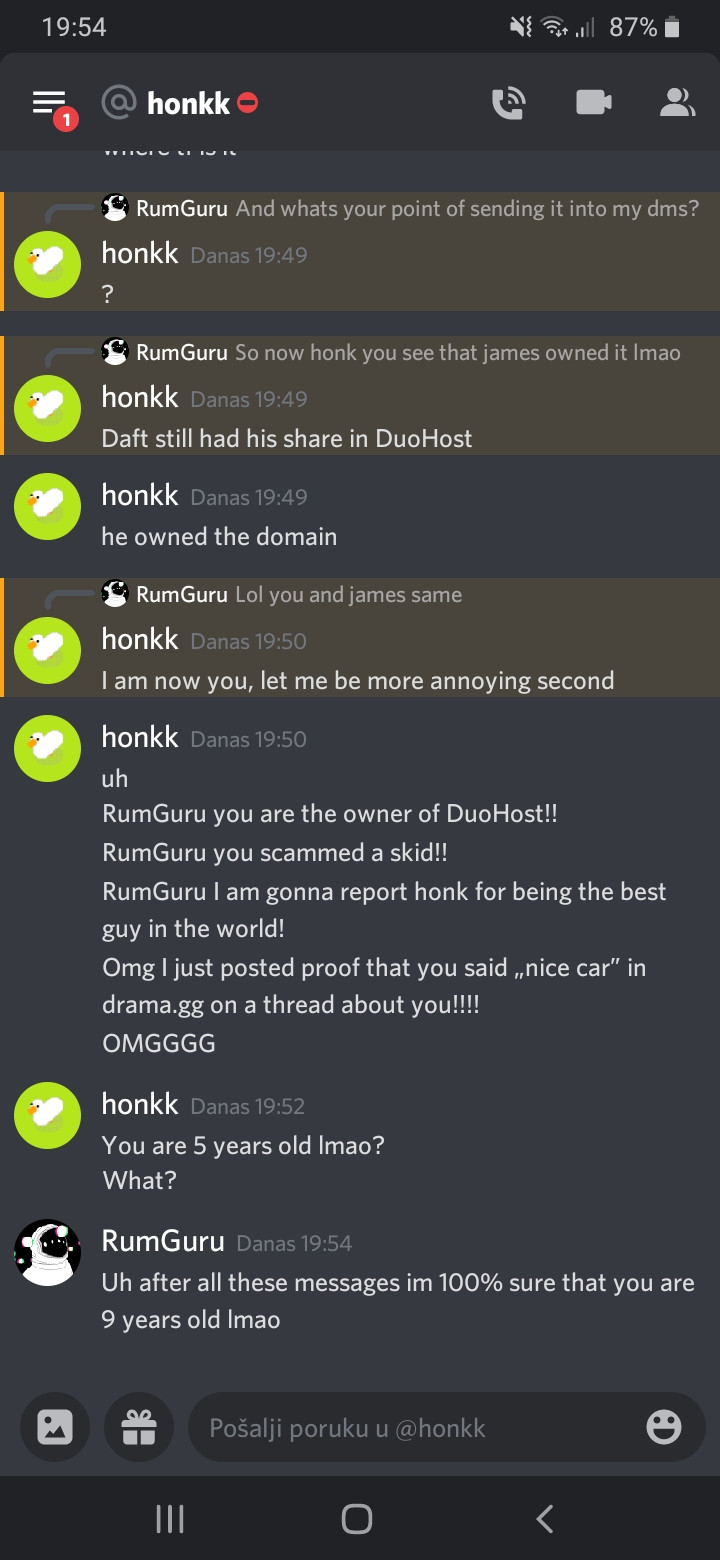 19:54 87%
1 @ honkk
where tf is it
RumGuru And whats your point of sending it into my dms?
honkk Danas 19:49
?
RumGuru So now honk you see that james owned it lmao
honkk Danas 19:49
Daft still had his share in DuoHost
honkk Danas 19:49
he owned the domain
RumGuru Lol you and james same
honkk Danas 19:50
I am now you, let me be more annoying second
honkk Danas 19:50
uh
RumGuru you are the owner of DuoHost!!
RumGuru you scammed a skid!!
RumGuru I am gonna report honk for being the best
guy in the world!
Omg I just posted proof that you said „nice car” in
drama.gg on a thread about you!!!!
OMGGGG
honkk Danas 19:52
You are 5 years old lmao?
What?
RumGuru Danas 19:54
Uh after all these messages im 100% sure that you are
9 years old lmao
Pošalji poruku u @honkk